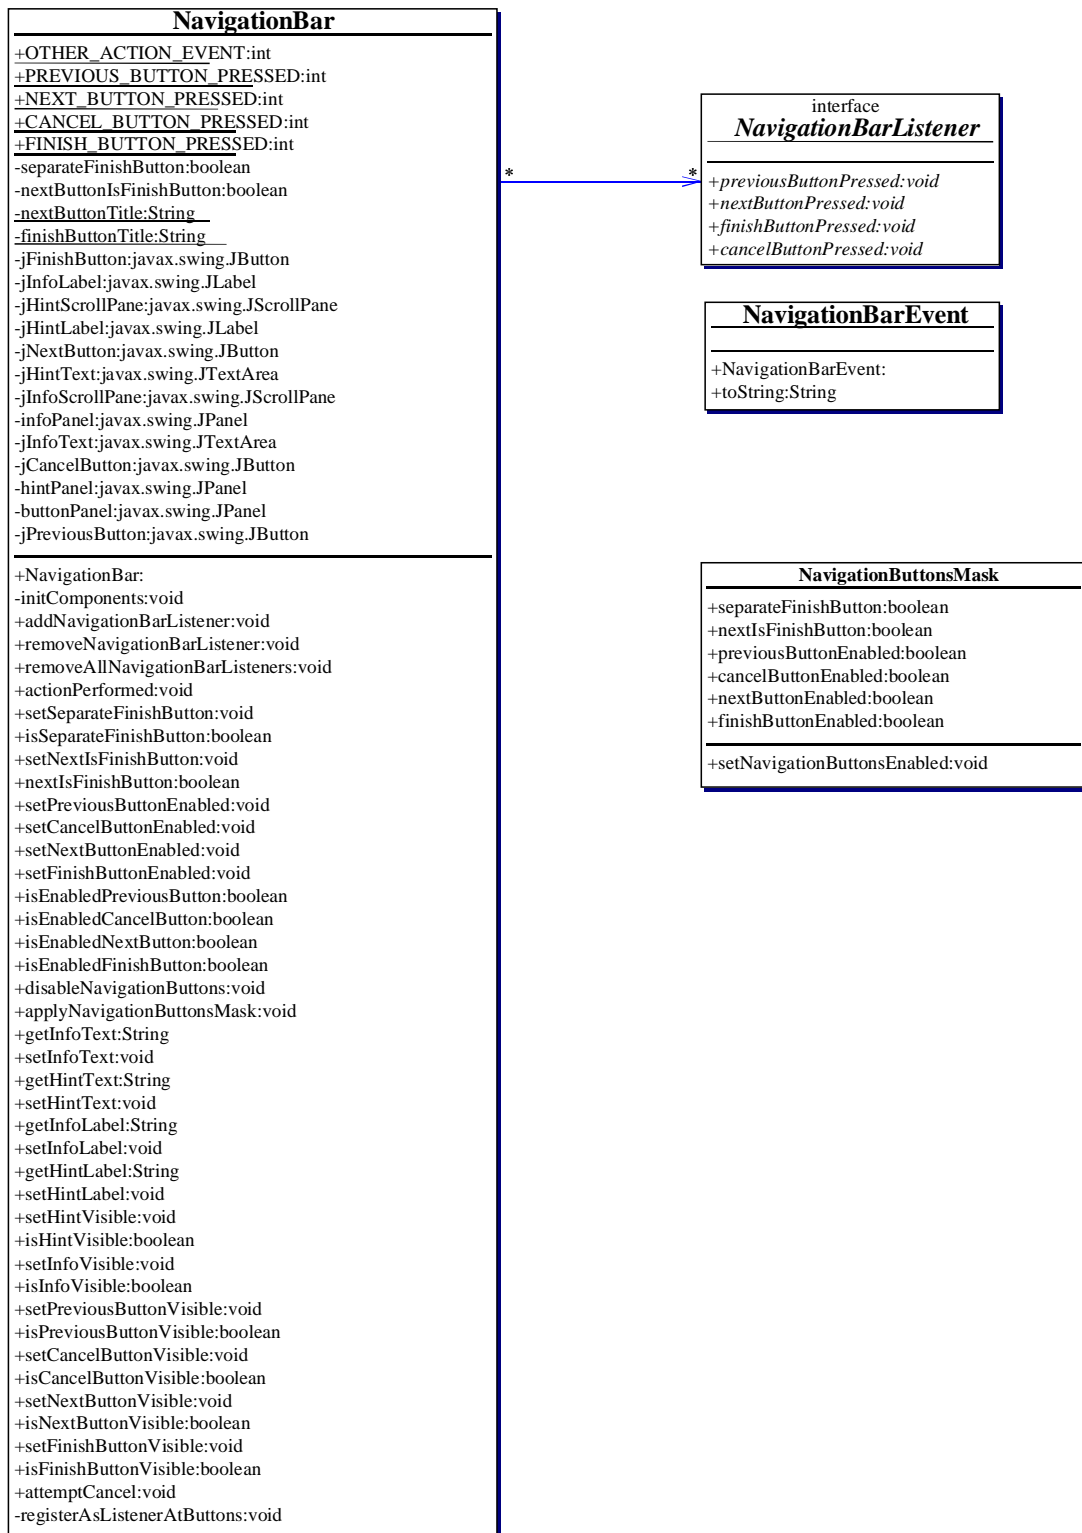 NavigationBar
+OTHER_ACTION_EVENT:int
+PREVIOUS_BUTTON_PRESSED:int
+NEXT_BUTTON_PRESSED:int
+CANCEL_BUTTON_PRESSED:int
+FINISH_BUTTON_PRESSED:int
-separateFinishButton:boolean
-nextButtonIsFinishButton:boolean
-nextButtonTitle:String
-finishButtonTitle:String
-jFinishButton:javax.swing.JButton
-jInfoLabel:javax.swing.JLabel
-jHintScrollPane:javax.swing.JScrollPane
-jHintLabel:javax.swing.JLabel
-jNextButton:javax.swing.JButton
-jHintText:javax.swing.JTextArea
-jInfoScrollPane:javax.swing.JScrollPane
-infoPanel:javax.swing.JPanel
-jInfoText:javax.swing.JTextArea
-jCancelButton:javax.swing.JButton
-hintPanel:javax.swing.JPanel
-buttonPanel:javax.swing.JPanel
-jPreviousButton:javax.swing.JButton
+NavigationBar:
-initComponents:void
+addNavigationBarListener:void
+removeNavigationBarListener:void
+removeAllNavigationBarListeners:void
+actionPerformed:void
+setSeparateFinishButton:void
+isSeparateFinishButton:boolean
+setNextIsFinishButton:void
+nextIsFinishButton:boolean
+setPreviousButtonEnabled:void
+setCancelButtonEnabled:void
+setNextButtonEnabled:void
+setFinishButtonEnabled:void
+isEnabledPreviousButton:boolean
+isEnabledCancelButton:boolean
+isEnabledNextButton:boolean
+isEnabledFinishButton:boolean
+disableNavigationButtons:void
+applyNavigationButtonsMask:void
+getInfoText:String
+setInfoText:void
+getHintText:String
+setHintText:void
+getInfoLabel:String
+setInfoLabel:void
+getHintLabel:String
+setHintLabel:void
+setHintVisible:void
+isHintVisible:boolean
+setInfoVisible:void
+isInfoVisible:boolean
+setPreviousButtonVisible:void
+isPreviousButtonVisible:boolean
+setCancelButtonVisible:void
+isCancelButtonVisible:boolean
+setNextButtonVisible:void
+isNextButtonVisible:boolean
+setFinishButtonVisible:void
+isFinishButtonVisible:boolean
+attemptCancel:void
-registerAsListenerAtButtons:void
* *
interface
NavigationBarListener
+previousButtonPressed:void
+nextButtonPressed:void
+finishButtonPressed:void
+cancelButtonPressed:void
NavigationBarEvent
+NavigationBarEvent:
+toString:String
NavigationButtonsMask
+separateFinishButton:boolean
+nextIsFinishButton:boolean
+previousButtonEnabled:boolean
+cancelButtonEnabled:boolean
+nextButtonEnabled:boolean
+finishButtonEnabled:boolean
+setNavigationButtonsEnabled:void